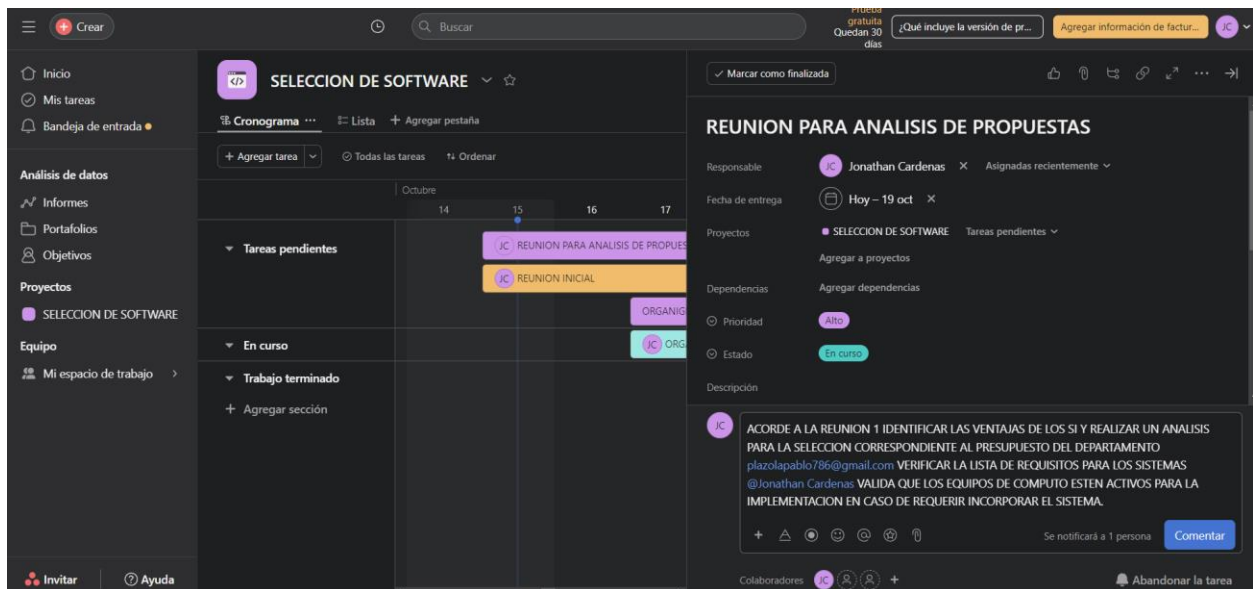 Crear
Buscar
Prueba
gratuita
Quedan 30
días
¿Qué incluye la versión de pr...
Agregar información de factur...
JC
Inicio
Mis tareas
Bandeja de entrada
Análisis de datos
Informes
Portafolios
Objetivos
Proyectos
SELECCION DE SOFTWARE
Equipo
Mi espacio de trabajo
Invitar
Ayuda
SELECCION DE SOFTWARE
Cronograma ...
Lista
+ Agregar pestaña
+ Agregar tarea
Todas las tareas
Ordenar
Octubre
14 15 16 17
Tareas pendientes
JC REUNION PARA ANALISIS DE PROPUES
JC REUNION INICIAL
ORGANIG
En curso
JC ORG
Trabajo terminado
+ Agregar sección
Marcar como finalizada
REUNION PARA ANALISIS DE PROPUESTAS
Responsable JC Jonathan Cardenas × Asignadas recientemente
Fecha de entrega Hoy – 19 oct ×
Proyectos SELECCION DE SOFTWARE Tareas pendientes
Agregar a proyectos
Dependencias Agregar dependencias
Prioridad Alto
Estado En curso
Descripción
JC
ACORDE A LA REUNION 1 IDENTIFICAR LAS VENTAJAS DE LOS SI Y REALIZAR UN ANALISIS
PARA LA SELECCION CORRESPONDIENTE AL PRESUPUESTO DEL DEPARTAMENTO
plazolapablo786@gmail.com VERIFICAR LA LISTA DE REQUISITOS PARA LOS SISTEMAS
@Jonathan Cardenas VALIDA QUE LOS EQUIPOS DE COMPUTO ESTEN ACTIVOS PARA LA
IMPLEMENTACION EN CASO DE REQUERIR INCORPORAR EL SISTEMA.
Se notificará a 1 persona Comentar
Colaboradores JC + Abandonar la tarea